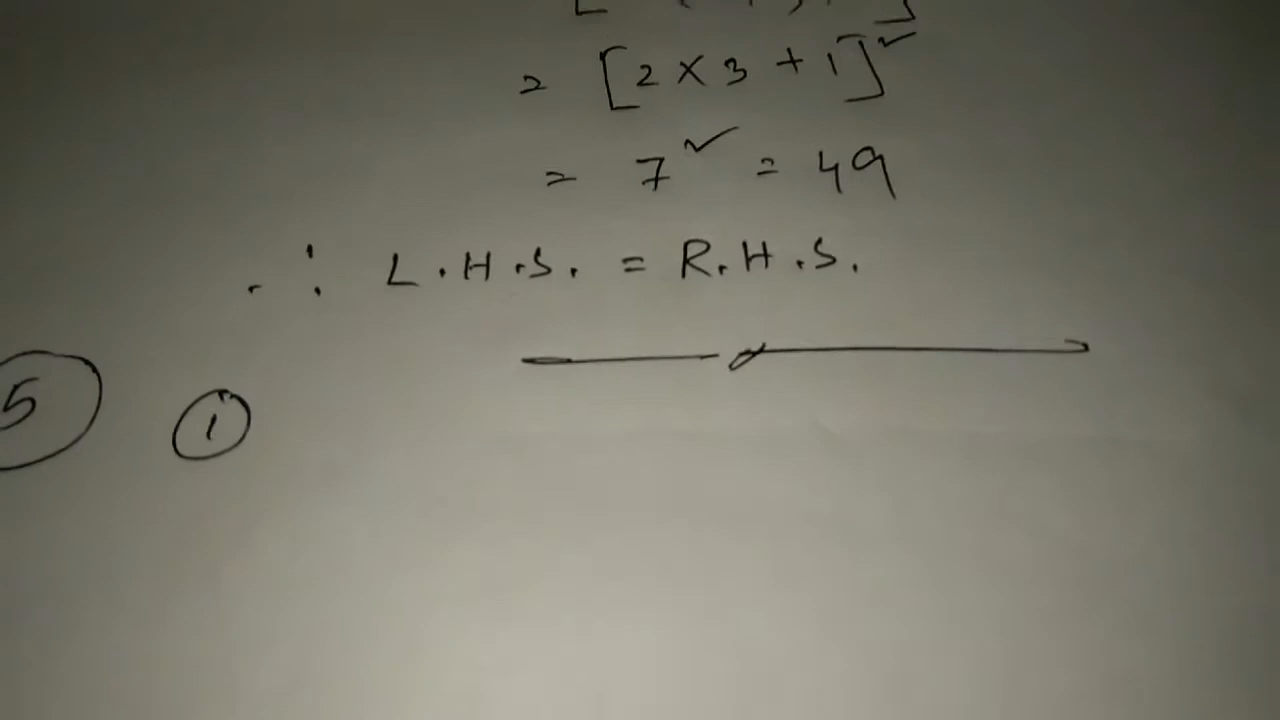 = [2 × 3 + 1]²
= 7² = 49
∴ L.H.S. = R.H.S.
5 1